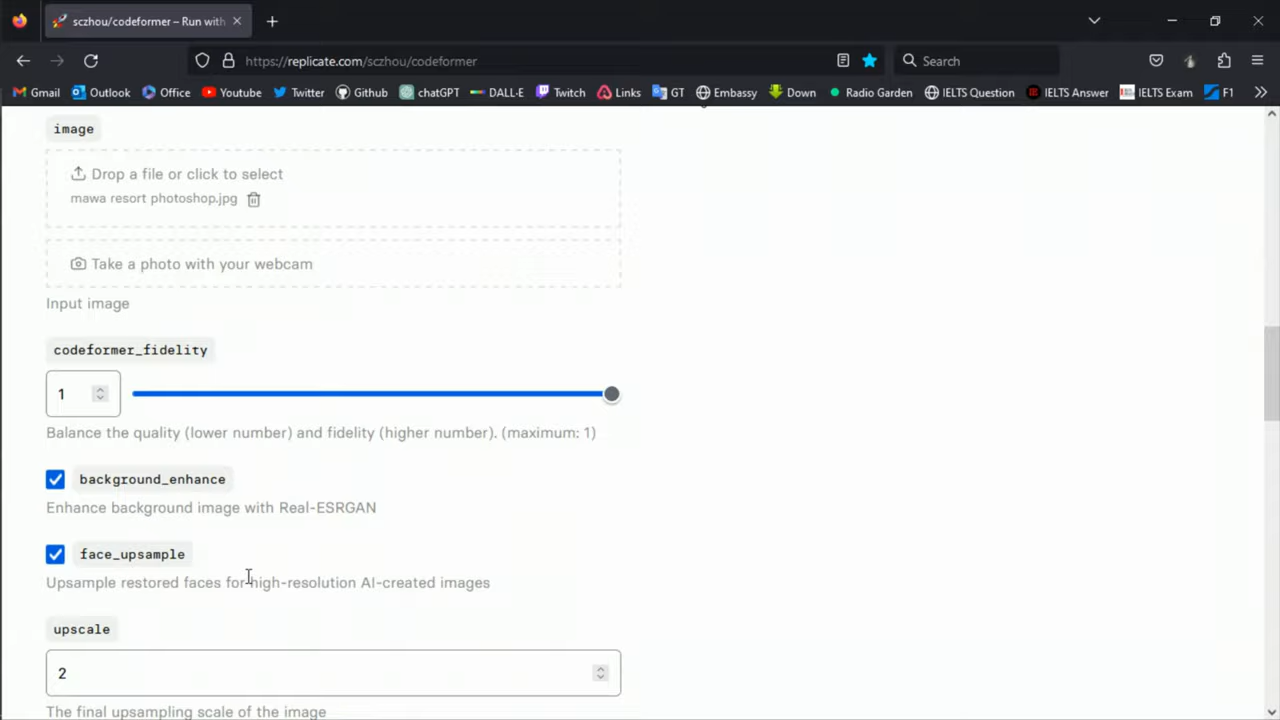 sczhou/codeformer – Run with
https://replicate.com/sczhou/codeformer
Search
Gmail Outlook Office Youtube Twitter Github chatGPT DALL-E Twitch Links GT Embassy Down Radio Garden IELTS Question IELTS Answer IELTS Exam F1
image
Drop a file or click to select
mawa resort photoshop.jpg
Take a photo with your webcam
Input image
codeformer_fidelity
1
Balance the quality (lower number) and fidelity (higher number). (maximum: 1)
background_enhance
Enhance background image with Real-ESRGAN
face_upsample
Upsample restored faces for high-resolution AI-created images
upscale
2
The final upsampling scale of the image